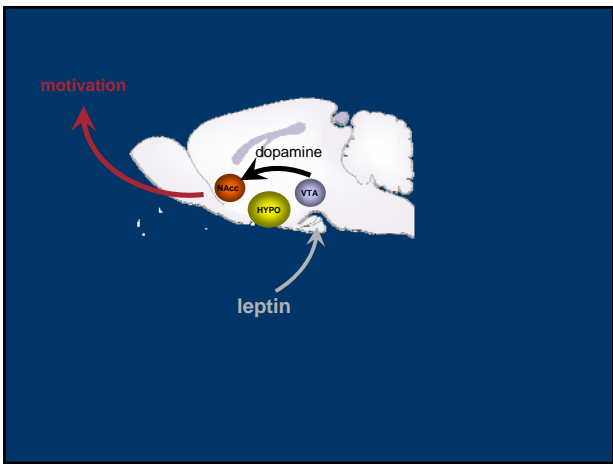 motivation
dopamine
NAcc
VTA
HYPO
leptin